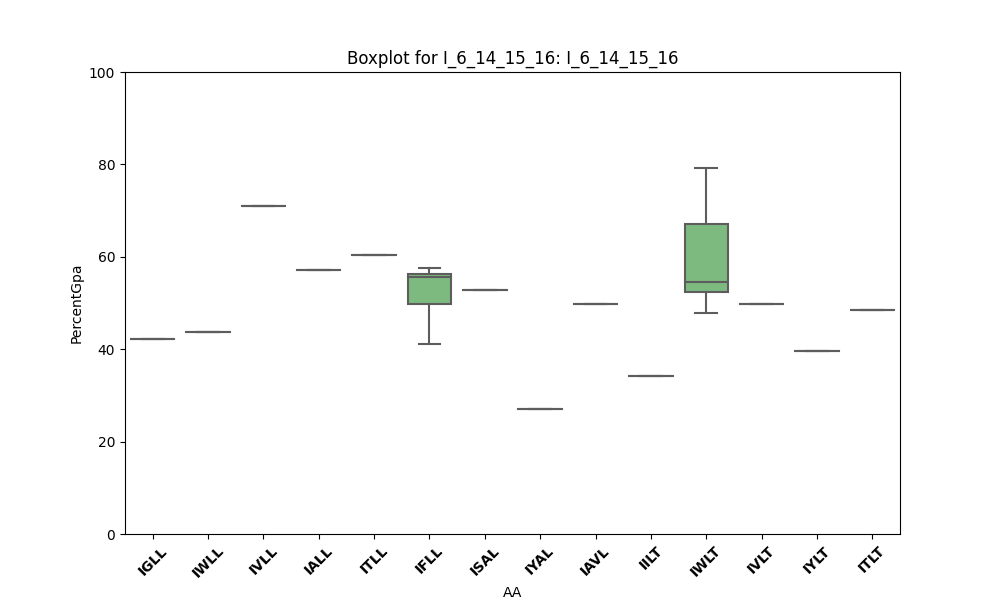 Boxplot for I_6_14_15_16: I_6_14_15_16
100
80
60
40
20
0
PercentGpa
IGLL IWLL IVLL IALL ITLL IFLL ISAL IYAL IAVL IILT IWLT IVLT IYLT ITLT
AA